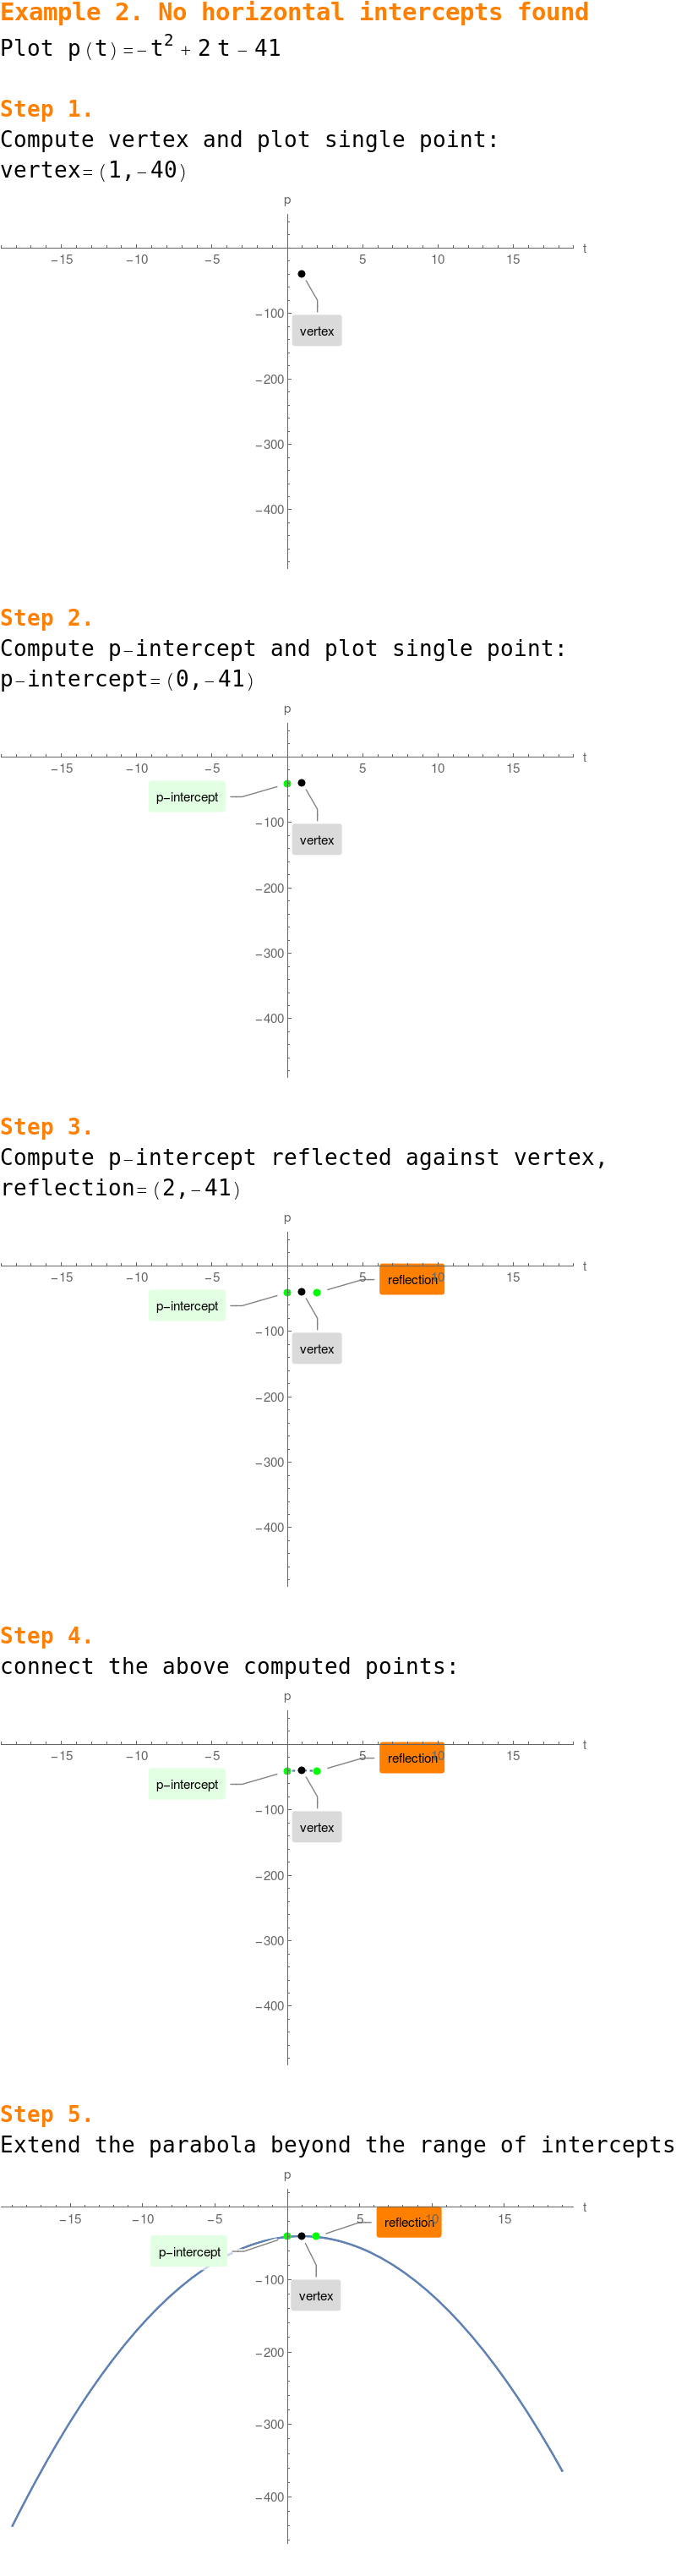 Example 2. No horizontal intercepts found
Plot p(t)=-t² + 2 t - 41
Step 1.
Compute vertex and plot single point:
vertex=(1,-40)
p
t
-15 -10 -5 5 10 15
vertex
-100
-200
-300
-400
Step 2.
Compute p-intercept and plot single point:
p-intercept=(0,-41)
p
t
-15 -10 -5 5 10 15
p-intercept
-100
vertex
-200
-300
-400
Step 3.
Compute p-intercept reflected against vertex,
reflection=(2,-41)
p
t
-15 -10 -5 5 10 15
reflection
p-intercept
-100
vertex
-200
-300
-400
Step 4.
connect the above computed points:
p
t
-15 -10 -5 5 10 15
reflection
p-intercept
-100
vertex
-200
-300
-400
Step 5.
Extend the parabola beyond the range of intercepts
p
t
-15 -10 -5 5 10 15
reflection
p-intercept
-100
vertex
-200
-300
-400